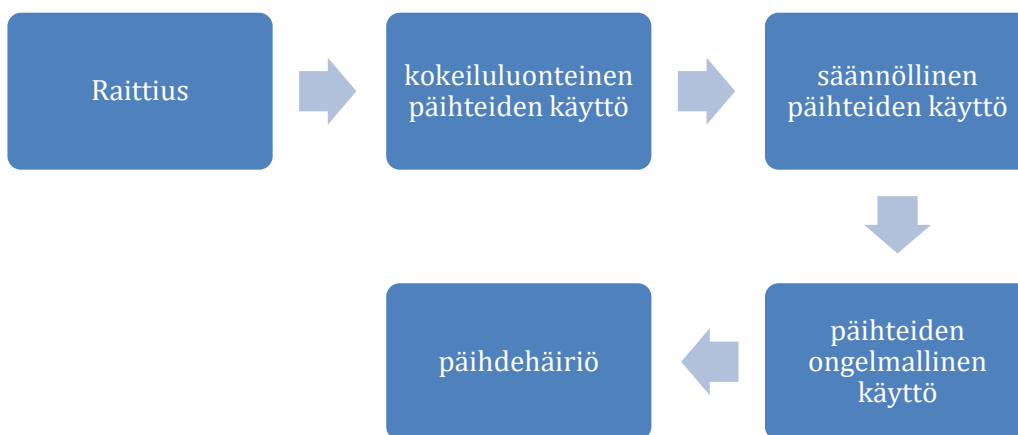 Raittius
kokeiluluonteinen
päihteiden käyttö
säännöllinen
päihteiden käyttö
päihteiden
ongelmallinen
käyttö
päihdehäiriö